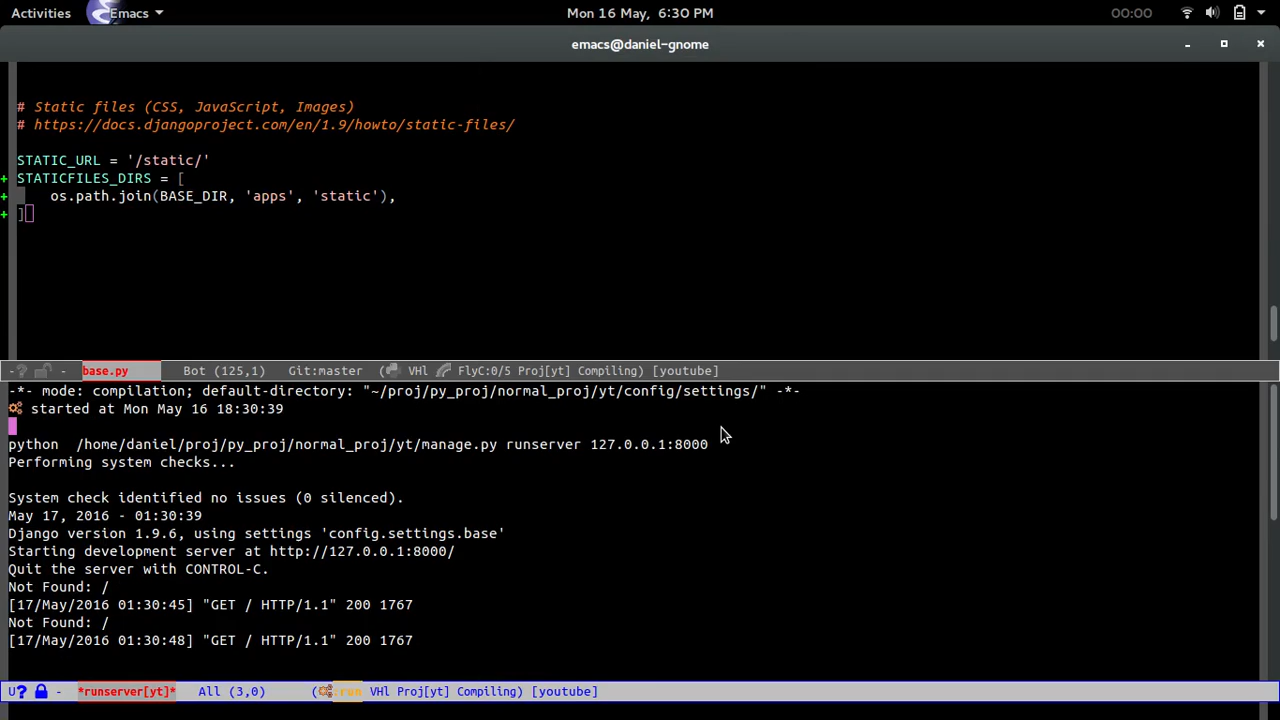 Activities Emacs Mon 16 May, 6:30 PM 00:00
emacs@daniel-gnome
# Static files (CSS, JavaScript, Images)
# https://docs.djangoproject.com/en/1.9/howto/static-files/
STATIC_URL = '/static/'
+ STATICFILES_DIRS = [
+ os.path.join(BASE_DIR, 'apps', 'static'),
+ ]
-? - base.py Bot (125,1) Git:master ( VHl FlyC:0/5 Proj[yt] Compiling) [youtube]
-*- mode: compilation; default-directory: "~/proj/py_proj/normal_proj/yt/config/settings/" -*-
started at Mon May 16 18:30:39
python /home/daniel/proj/py_proj/normal_proj/yt/manage.py runserver 127.0.0.1:8000
Performing system checks...
System check identified no issues (0 silenced).
May 17, 2016 - 01:30:39
Django version 1.9.6, using settings 'config.settings.base'
Starting development server at http://127.0.0.1:8000/
Quit the server with CONTROL-C.
Not Found: /
[17/May/2016 01:30:45] "GET / HTTP/1.1" 200 1767
Not Found: /
[17/May/2016 01:30:48] "GET / HTTP/1.1" 200 1767
U? - *runserver[yt]* All (3,0) ( :run VHl Proj[yt] Compiling) [youtube]